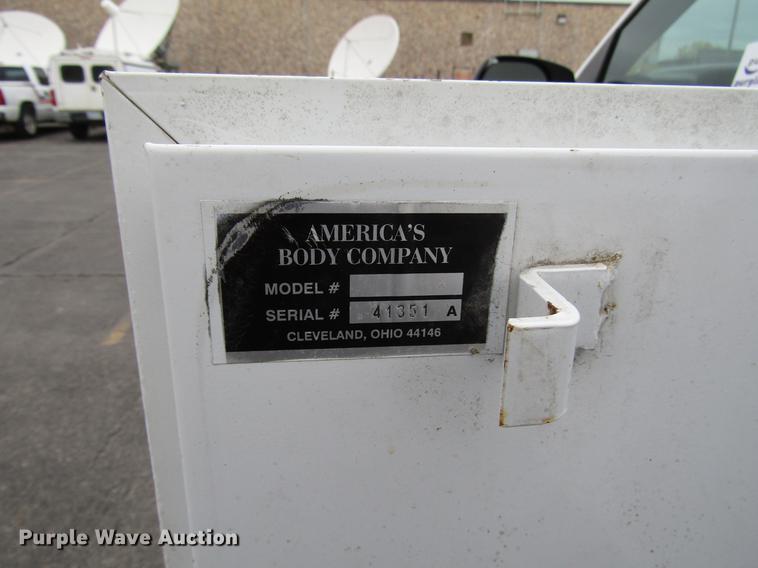 AMERICA'S
BODY COMPANY
MODEL #
SERIAL # 41351 A
CLEVELAND, OHIO 44146
Purple Wave Auction